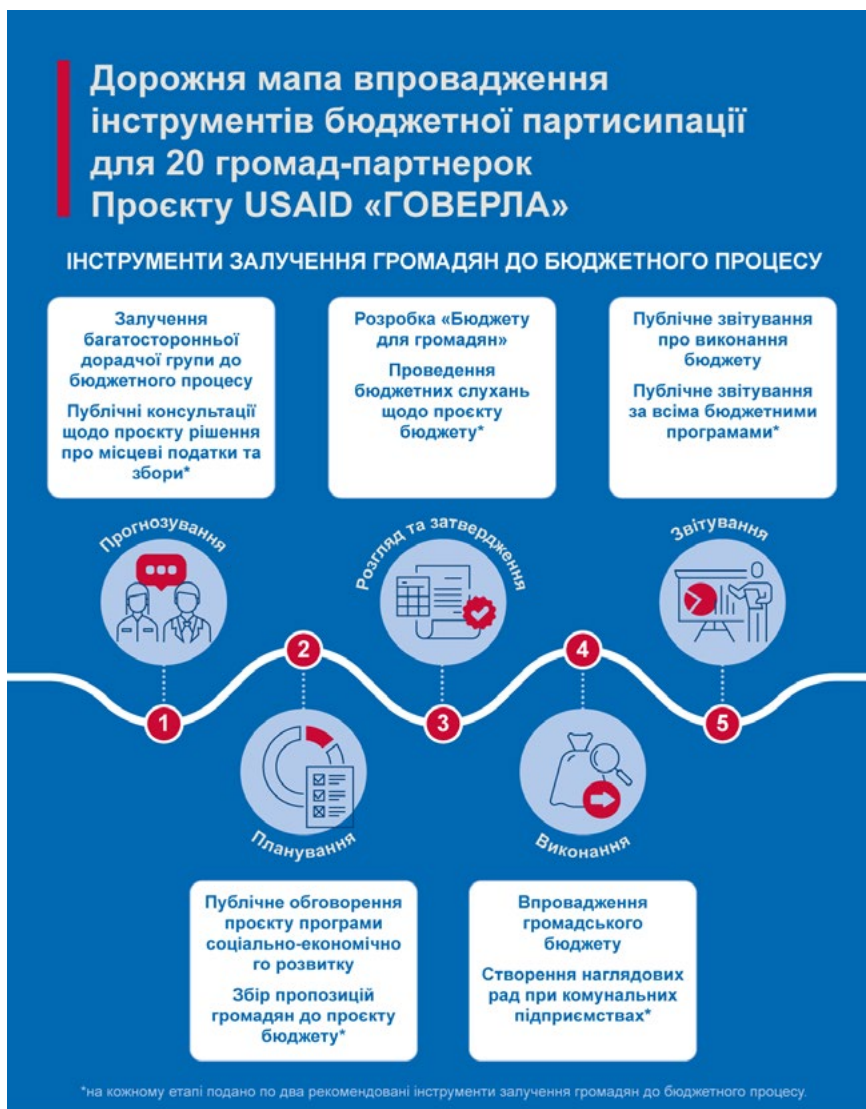 Дорожня мапа впровадження
інструментів бюджетної партисипації
для 20 громад-партнерок
Проєкту USAID «ГОВЕРЛА»
ІНСТРУМЕНТИ ЗАЛУЧЕННЯ ГРОМАДЯН ДО БЮДЖЕТНОГО ПРОЦЕСУ
Залучення
багатосторонньої
дорадчої групи до
бюджетного процесу
Публічні консультації
щодо проєкту рішення
про місцеві податки та
збори*
Розробка «Бюджету
для громадян»
Проведення
бюджетних слухань
щодо проєкту
бюджету*
Публічне звітування
про виконання
бюджету
Публічне звітування
за всіма бюджетними
програмами*
Прогнозування
Розгляд та затвердження
Звітування
1
2
3
4
5
Планування
Виконання
Публічне обговорення
проєкту програми
соціально-економічно
го розвитку
Збір пропозицій
громадян до проєкту
бюджету*
Впровадження
громадського
бюджету
Створення наглядових
рад при комунальних
підприємствах*
*на кожному етапі подано по два рекомендовані інструменти залучення громадян до бюджетного процесу.